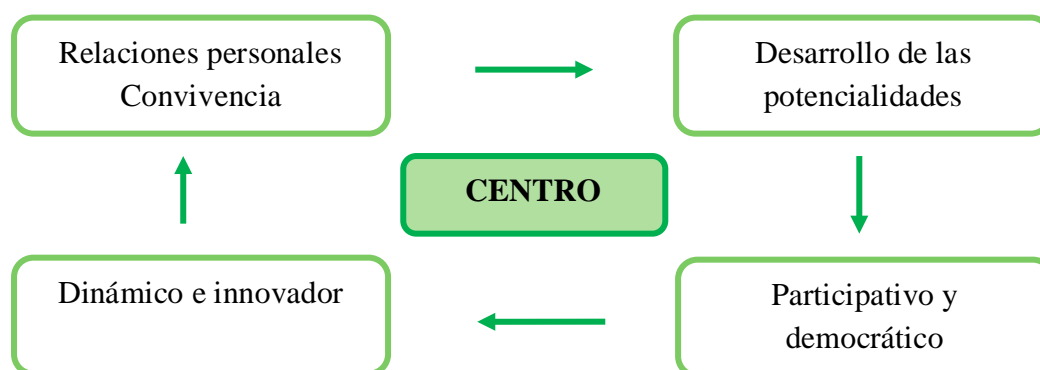 Relaciones personales
Convivencia
Desarrollo de las
potencialidades
CENTRO
Dinámico e innovador
Participativo y
democrático